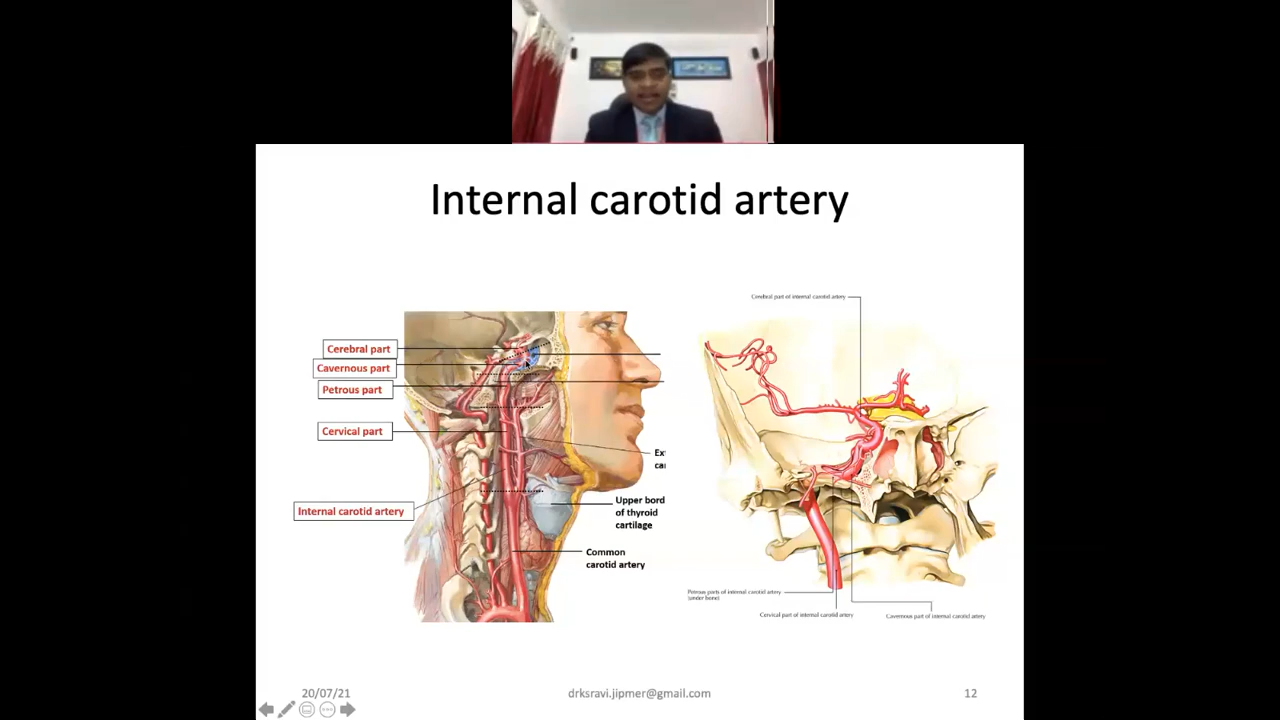 Internal carotid artery
Cerebral part
Cavernous part
Petrous part
Cervical part
Internal carotid artery
Upper bord
of thyroid
cartilage
Common
carotid artery
Cerebral part of internal carotid artery
Petrous parts of internal carotid artery
(under bone)
Cervical part of internal carotid artery
Cavernous part of internal carotid artery
20/07/21
drksravi.jipmer@gmail.com
12